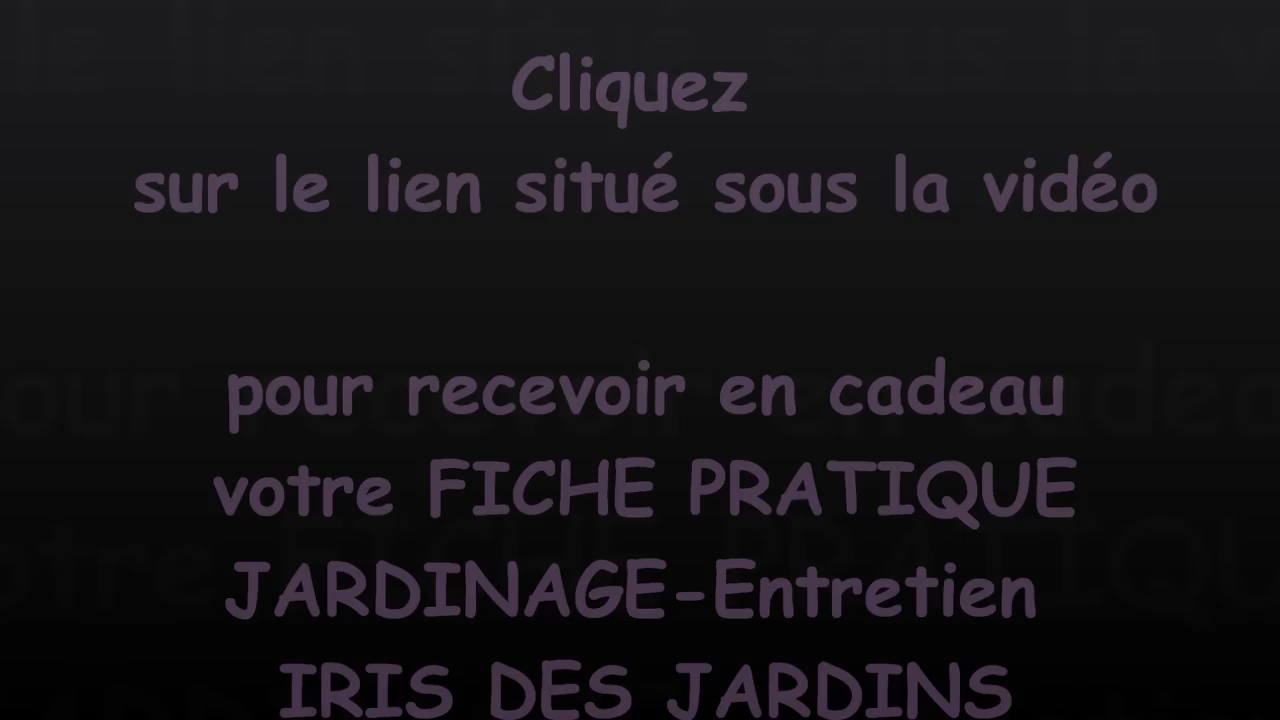 Cliquez
sur le lien situé sous la vidéo
pour recevoir en cadeau
votre FICHE PRATIQUE
JARDINAGE-Entretien
IRIS DES JARDINS